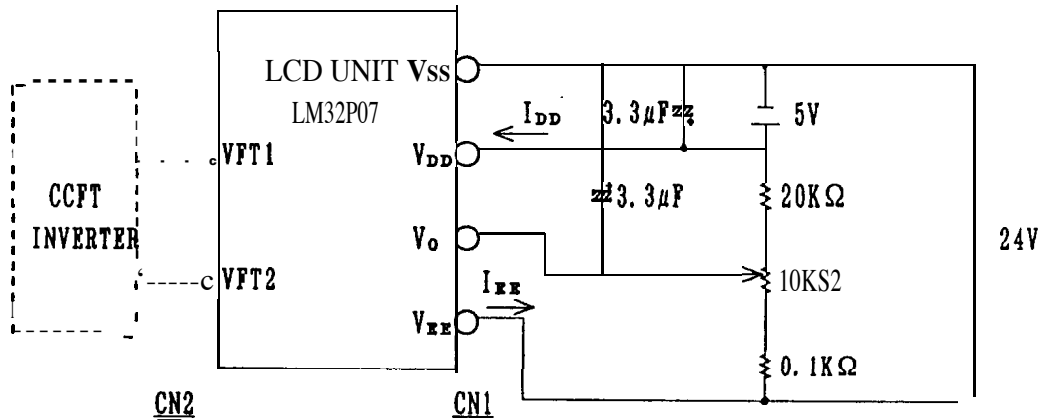 LCD UNIT VSS
LM32P07
3.3μF
5V
IDD
VDD
VFT1
CCFT
INVERTER
3.3μF
20KΩ
24V
VO
VFT2
10KS2
IEE
VEE
0.1KΩ
CN2
CN1